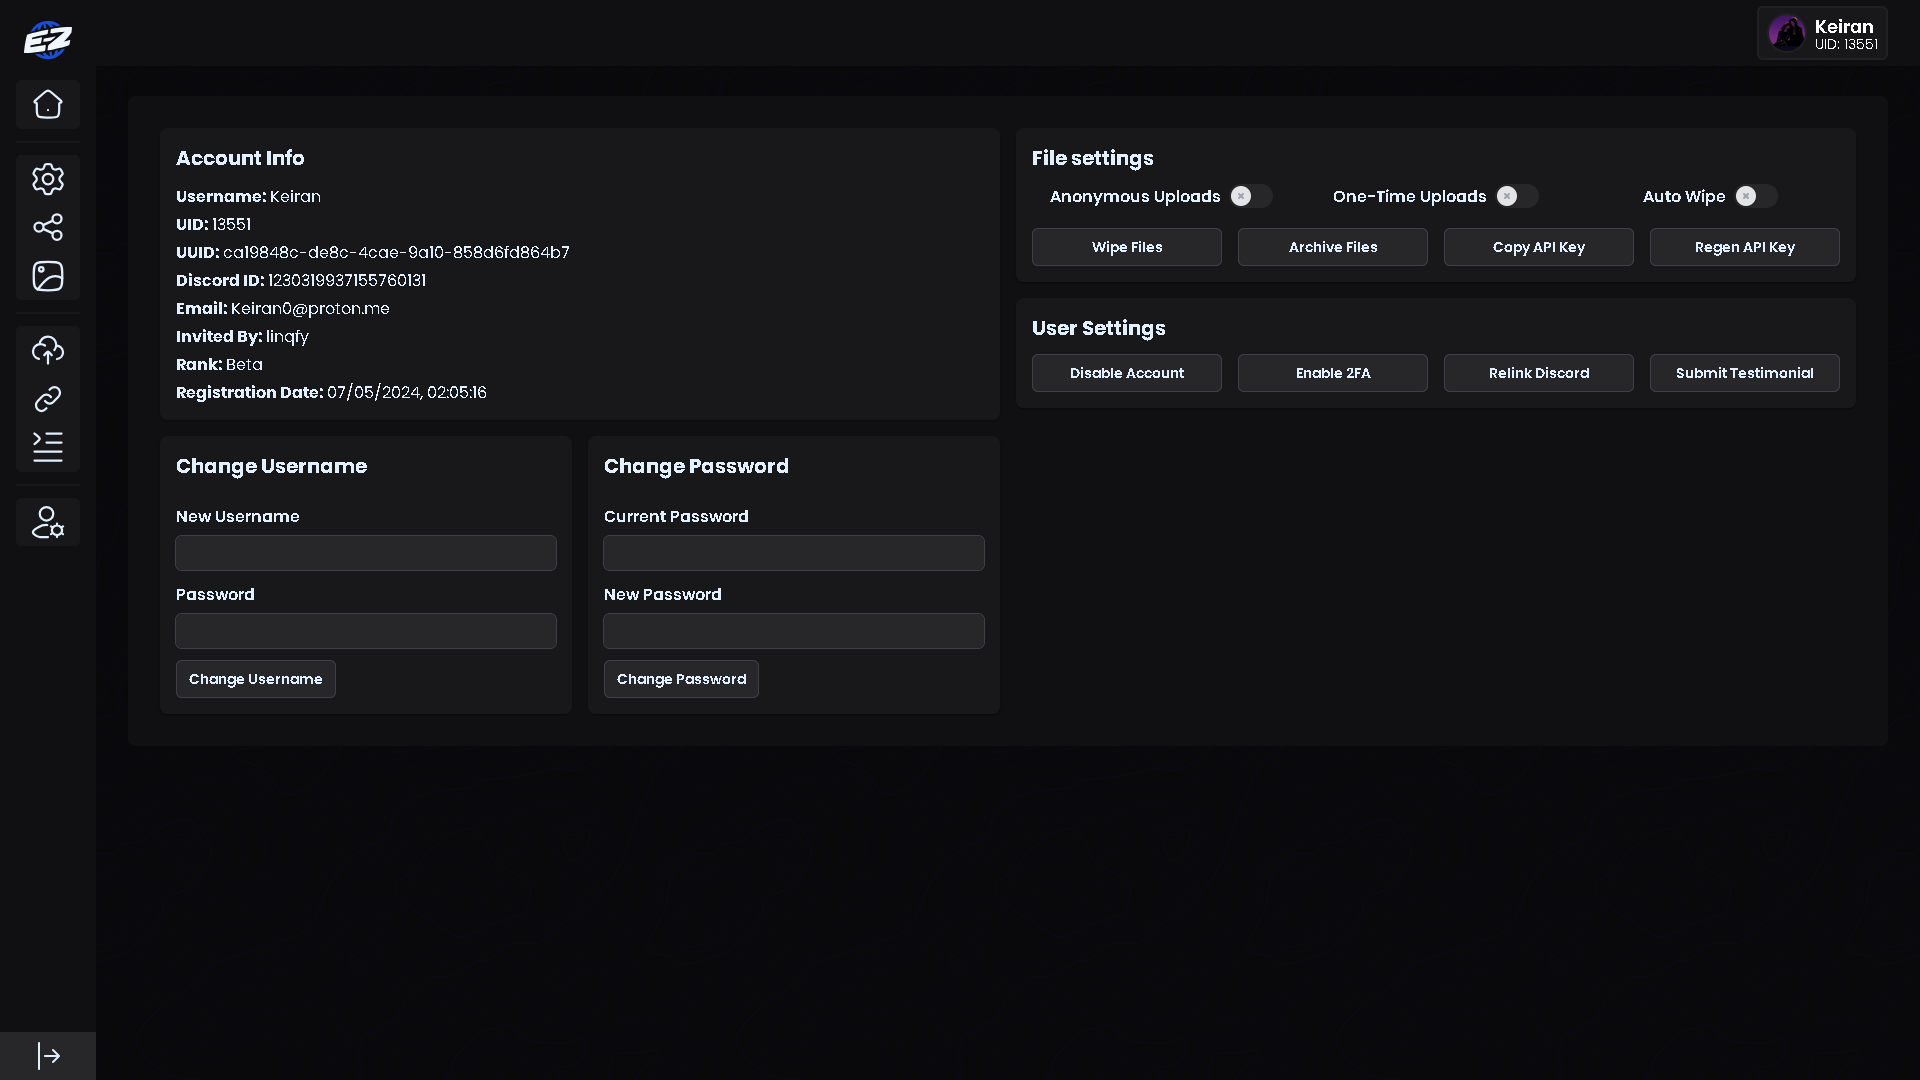 E-Z
Keiran
UID: 13551
Account Info
Username: Keiran
UID: 13551
UUID: ca19848c-de8c-4cae-9a10-858d6fd864b7
Discord ID: 1230319937155760131
Email: Keiran0@proton.me
Invited By: linqfy
Rank: Beta
Registration Date: 07/05/2024, 02:05:16
File settings
Anonymous Uploads One-Time Uploads Auto Wipe
Wipe Files Archive Files Copy API Key Regen API Key
User Settings
Disable Account Enable 2FA Relink Discord Submit Testimonial
Change Username
New Username
Password
Change Username
Change Password
Current Password
New Password
Change Password